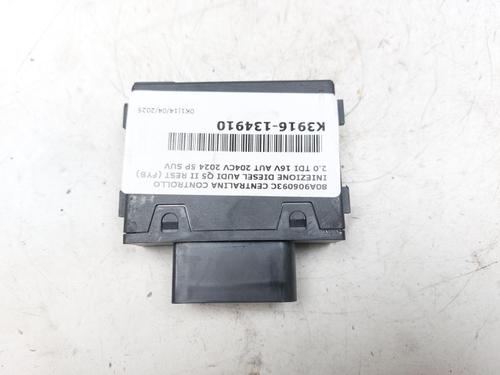 80A906093C CENTRALINA CONTROLLO
INIEZIONE DIESEL AUDI Q5 II REST (FYB)
2.0 TDI 16V AUT 204CV 2024 5P SUV
K3916-134910
OK1|14/04/2025